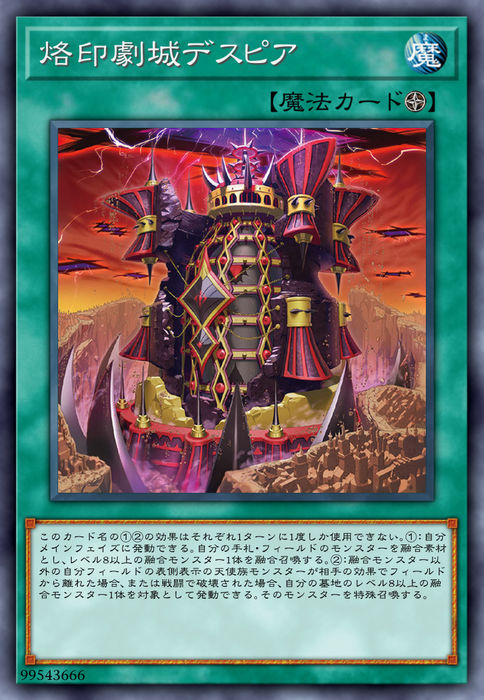 烙印劇城デスピア
魔
【魔法カード】
このカード名の①②の効果はそれぞれ1ターンに1度しか使用できない。①：自分
メインフェイズに発動できる。自分の手札・フィールドのモンスターを融合素材
とし、レベル8以上の融合モンスター1体を融合召喚する。②：融合モンスター以
外の自分フィールドの表側表示の天使族モンスターが相手の効果でフィールド
から離れた場合、または戦闘で破壊された場合、自分の墓地のレベル8以上の融
合モンスター1体を対象として発動できる。そのモンスターを特殊召喚する。
99543666